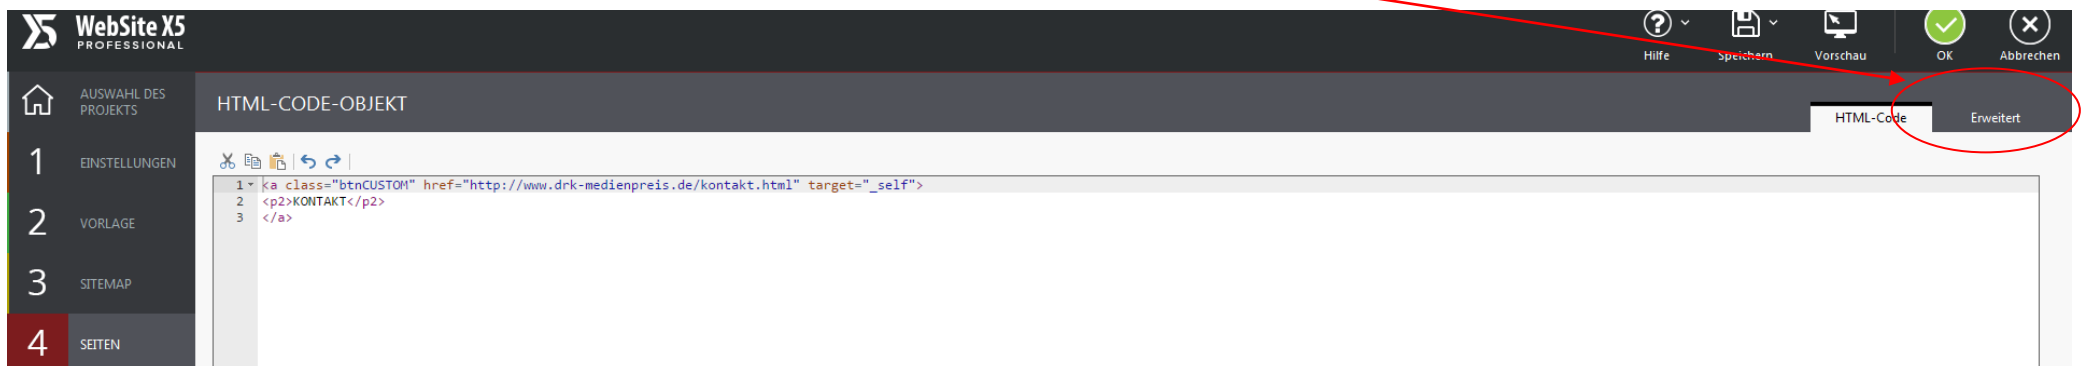 WebSite X5
PROFESSIONAL
Hilfe
Speichern
Vorschau
OK
Abbrechen
AUSWAHL DES
PROJEKTS
HTML-CODE-OBJEKT
HTML-Code
Erweitert
1 EINSTELLUNGEN
2 VORLAGE
3 SITEMAP
4 SEITEN
1 <a class="btnCUSTOM" href="http://www.drk-medienpreis.de/kontakt.html" target="_self">
2 <p2>KONTAKT</p2>
3 </a>